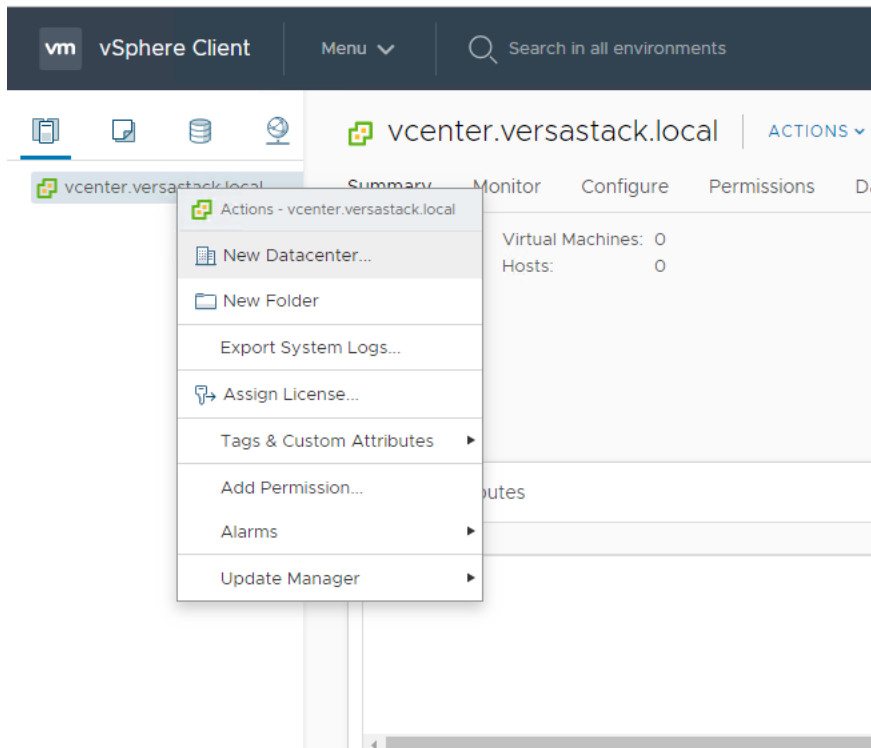 vm vSphere Client Menu Search in all environments
vcenter.versastack.local ACTIONS
vcenter.versastack.local
Summary Monitor Configure Permissions
Actions - vcenter.versastack.local
New Datacenter...
New Folder
Export System Logs...
Assign License...
Tags & Custom Attributes
Add Permission...
Alarms
Update Manager
Virtual Machines: 0
Hosts: 0